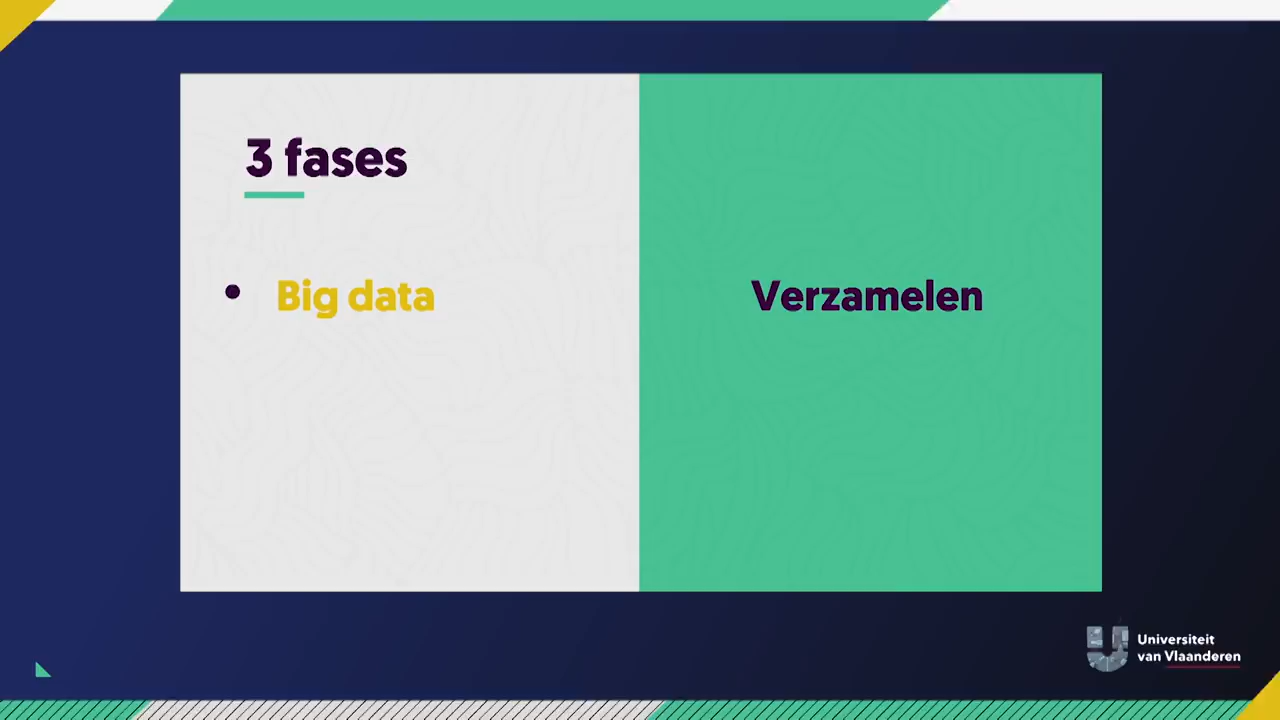 3 fases
Big data
Verzamelen
Universiteit
van Vlaanderen